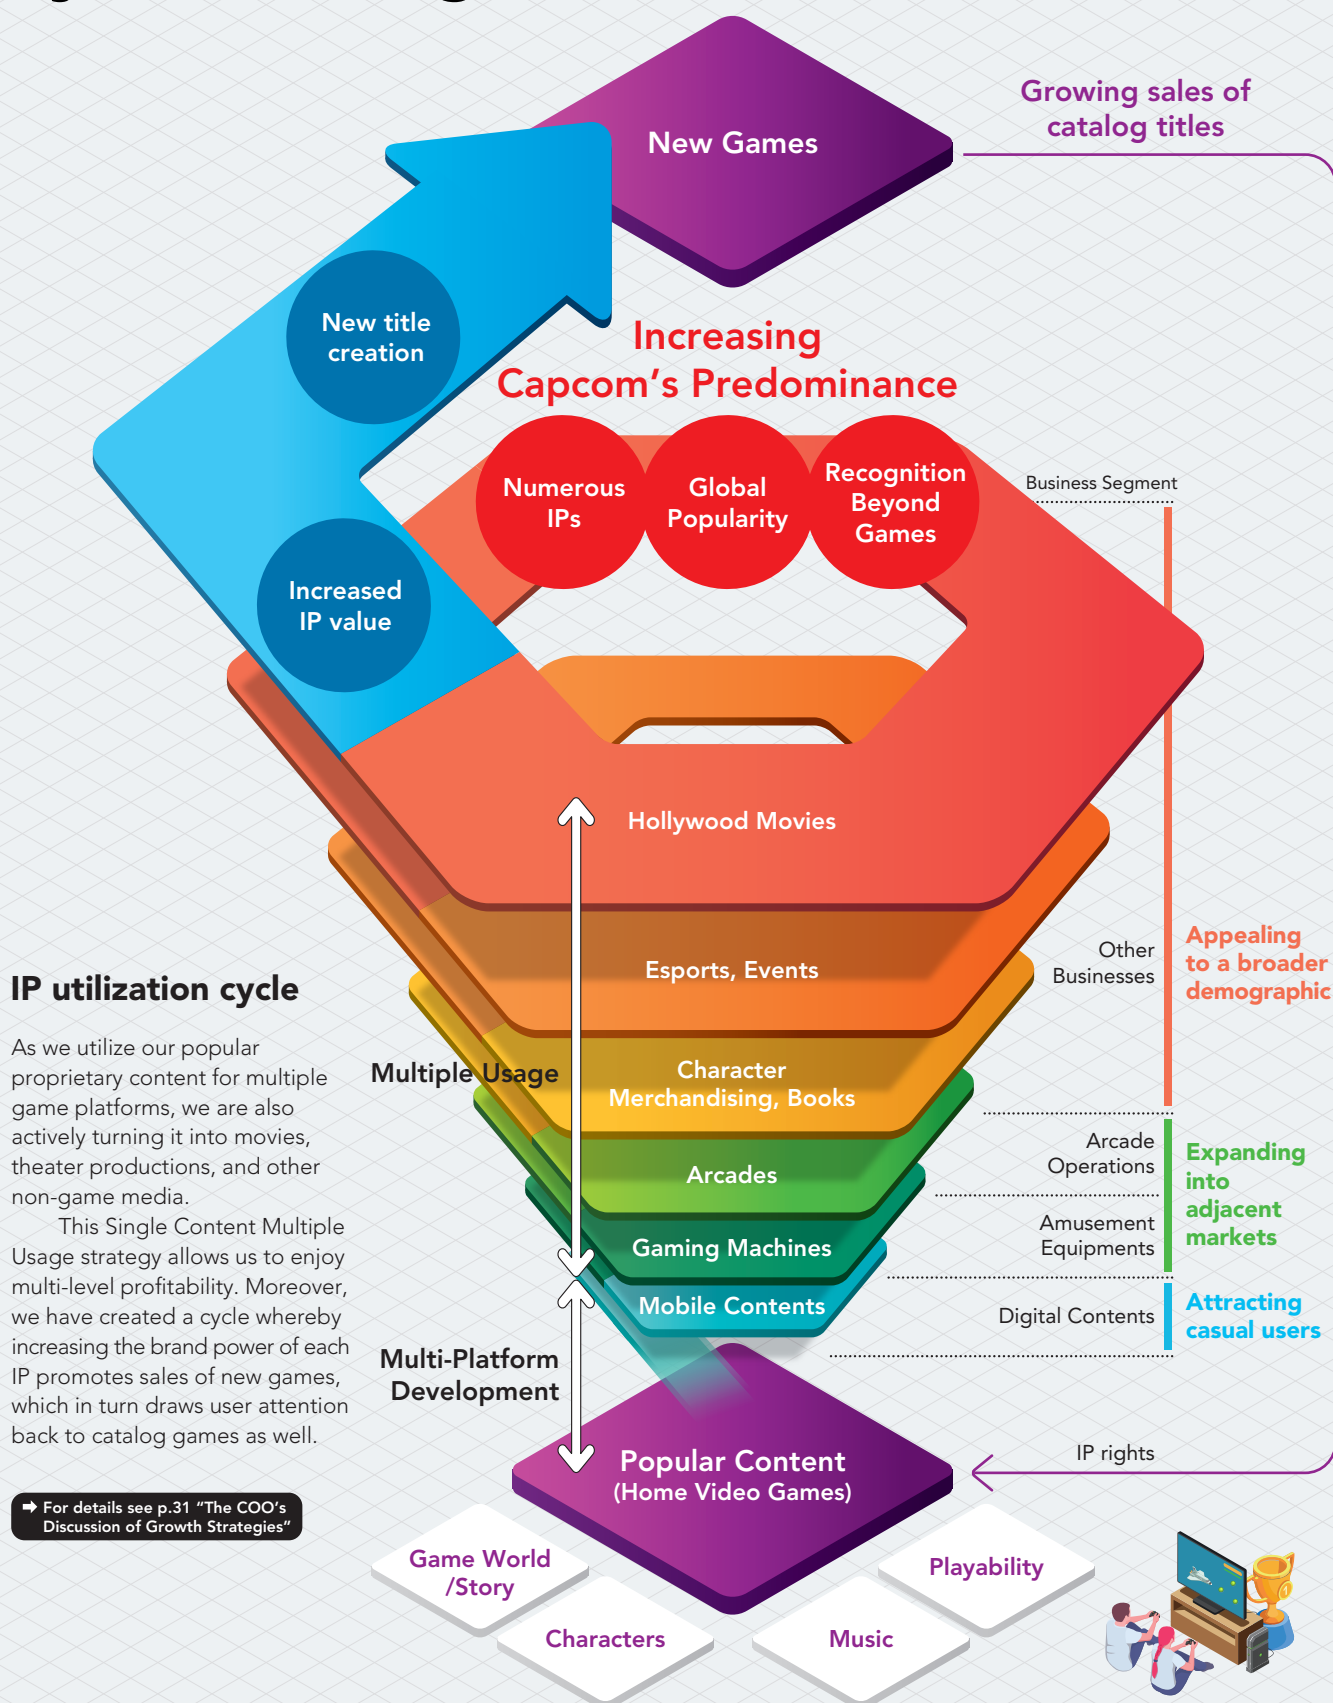 New Games
Growing sales of
catalog titles
New title
creation
Increasing
Capcom's Predominance
Numerous
IPs
Global
Popularity
Recognition
Beyond
Games
Business Segment
Increased
IP value
Hollywood Movies
Esports, Events
Character
Merchandising, Books
Arcades
Gaming Machines
Mobile Contents
Other
Businesses
Appealing
to a broader
demographic
Arcade
Operations
Amusement
Equipments
Expanding
into
adjacent
markets
Digital Contents
Attracting
casual users
IP utilization cycle
As we utilize our popular
proprietary content for multiple
game platforms, we are also
actively turning it into movies,
theater productions, and other
non-game media.
This Single Content Multiple
Usage strategy allows us to enjoy
multi-level profitability. Moreover,
we have created a cycle whereby
increasing the brand power of each
IP promotes sales of new games,
which in turn draws user attention
back to catalog games as well.
➡ For details see p.31 “The COO’s
Discussion of Growth Strategies”
Multiple Usage
Multi-Platform
Development
Popular Content
(Home Video Games)
IP rights
Game World
/Story
Characters
Music
Playability